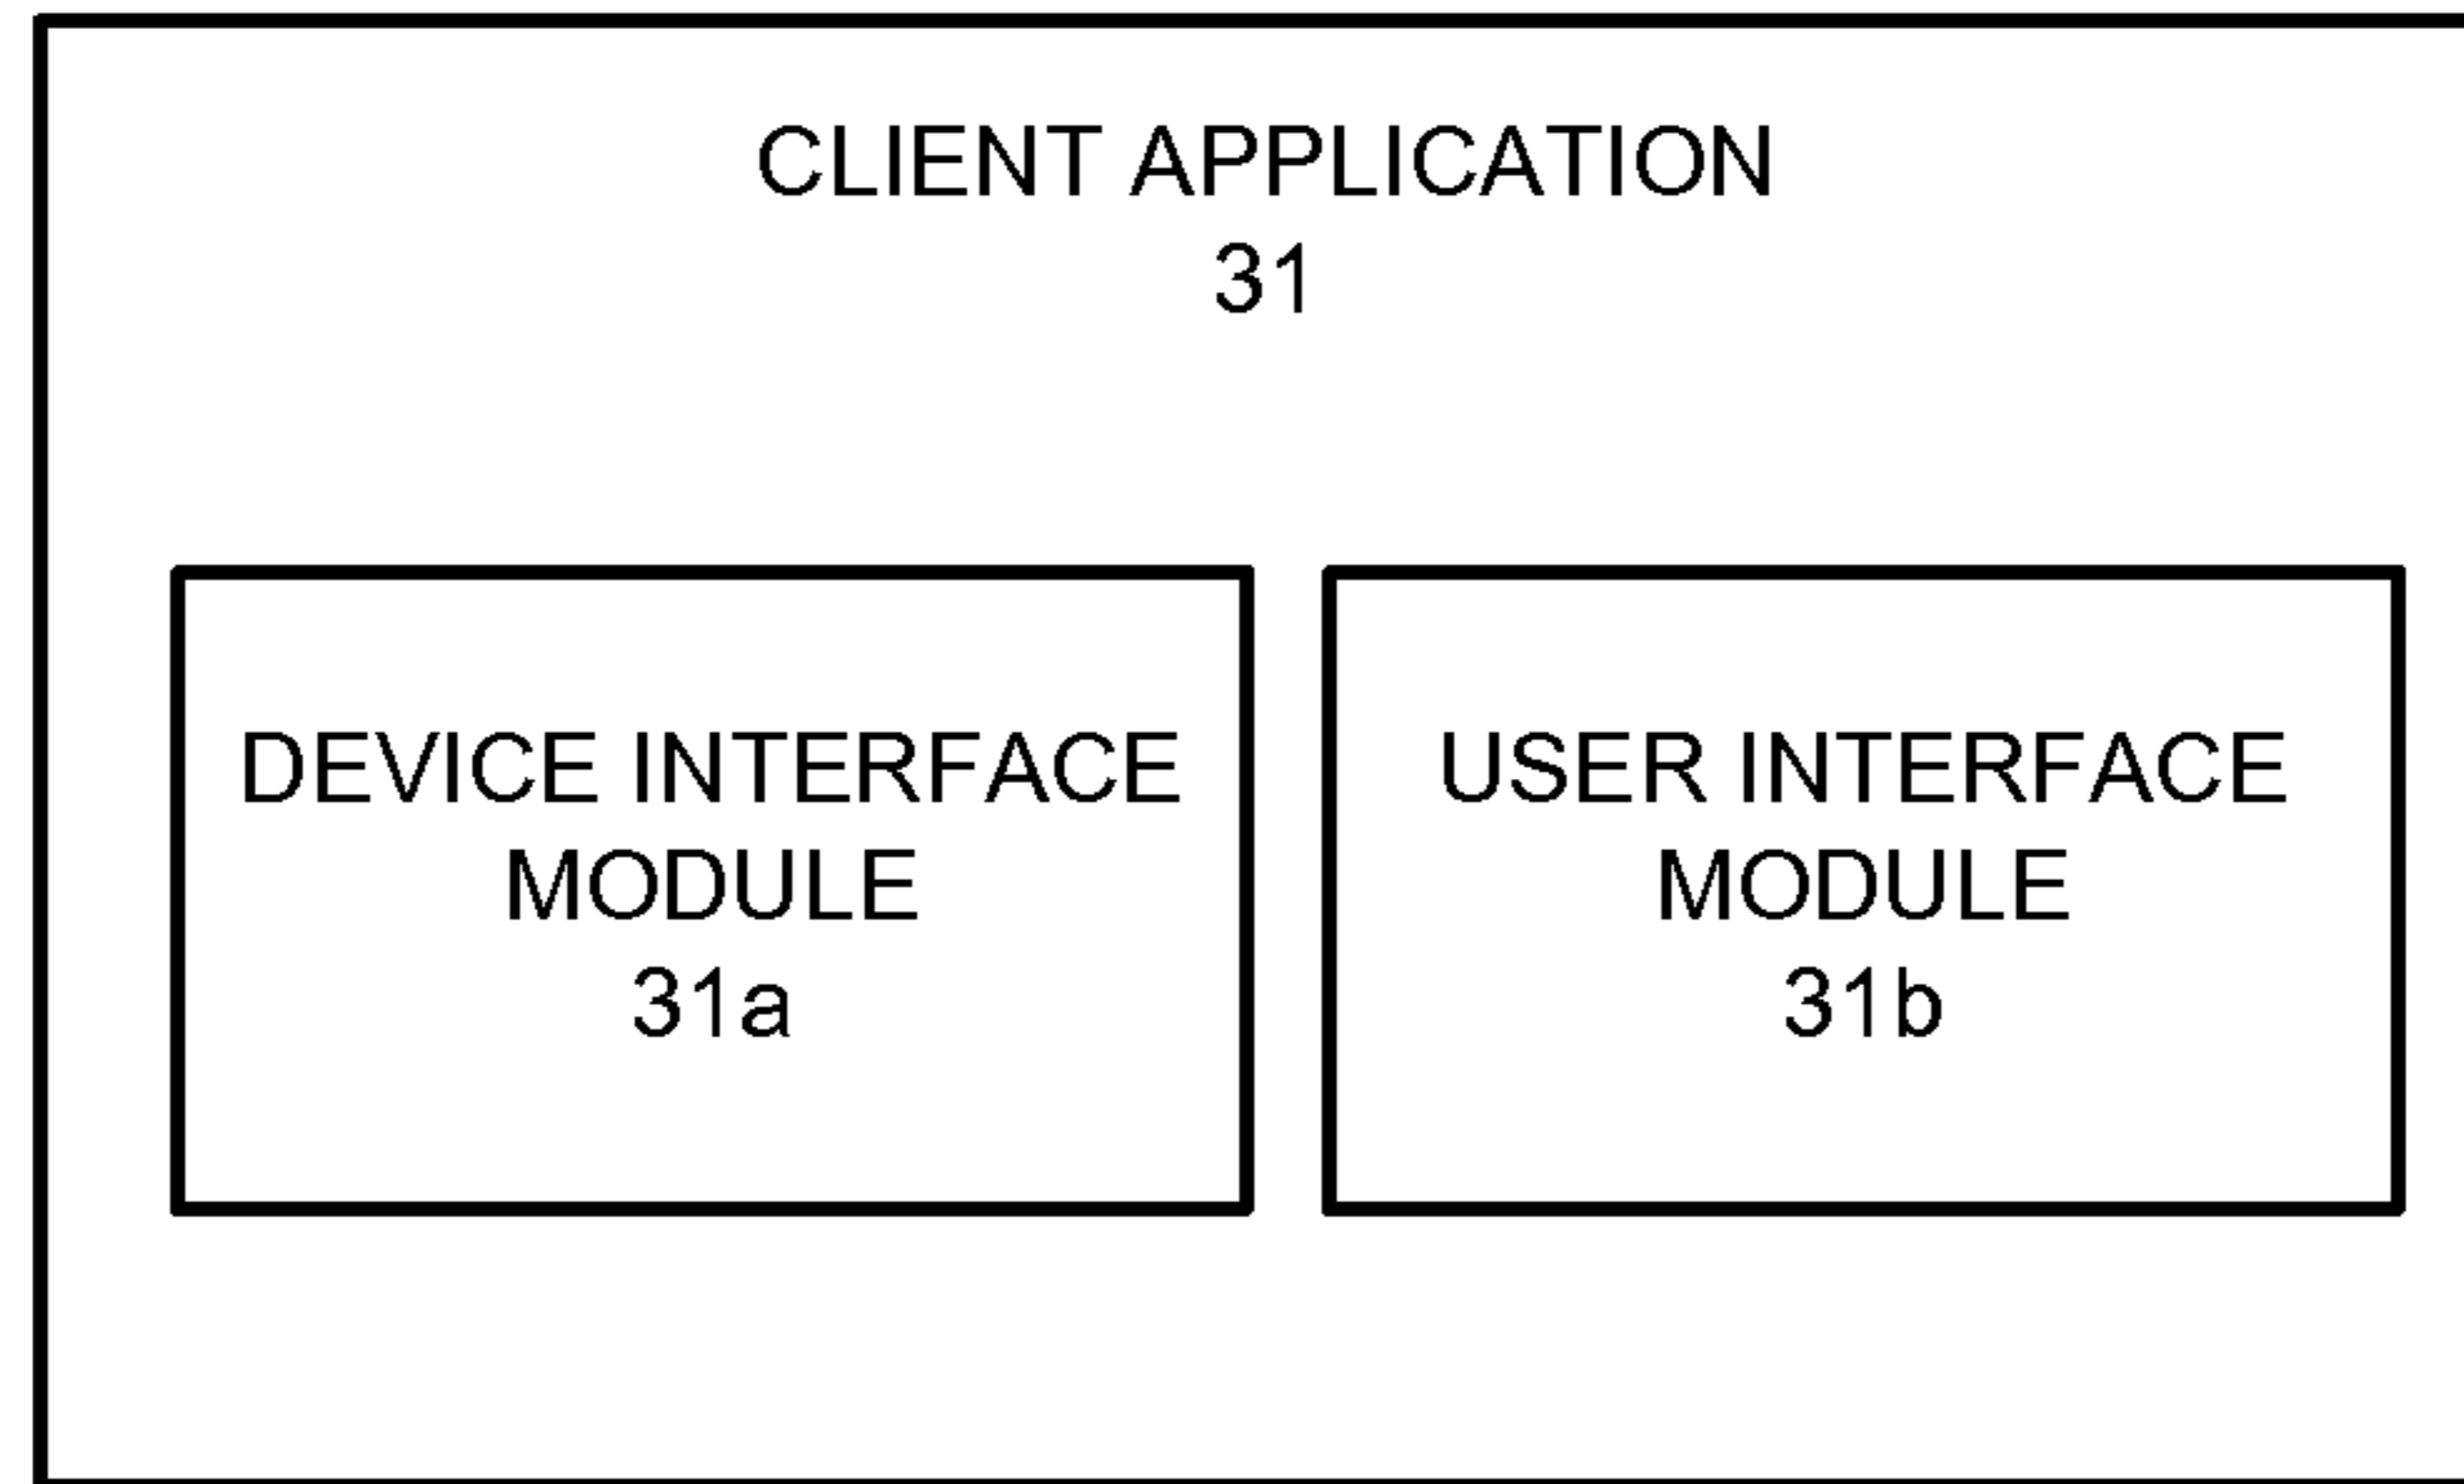 CLIENT APPLICATION
31
DEVICE INTERFACE
MODULE
31a
USER INTERFACE
MODULE
31b